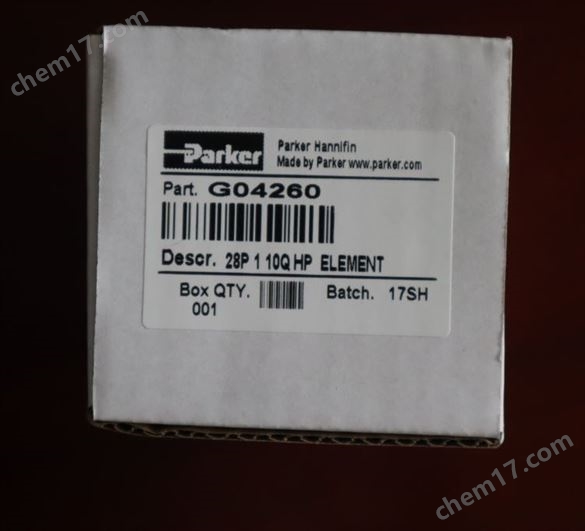 chem17.com
Parker
Parker Hannifin
Made by Parker www.parker.com
Part. G04260
Descr. 28P 1 10Q HP ELEMENT
Box QTY. Batch. 17SH
001
chem17.com